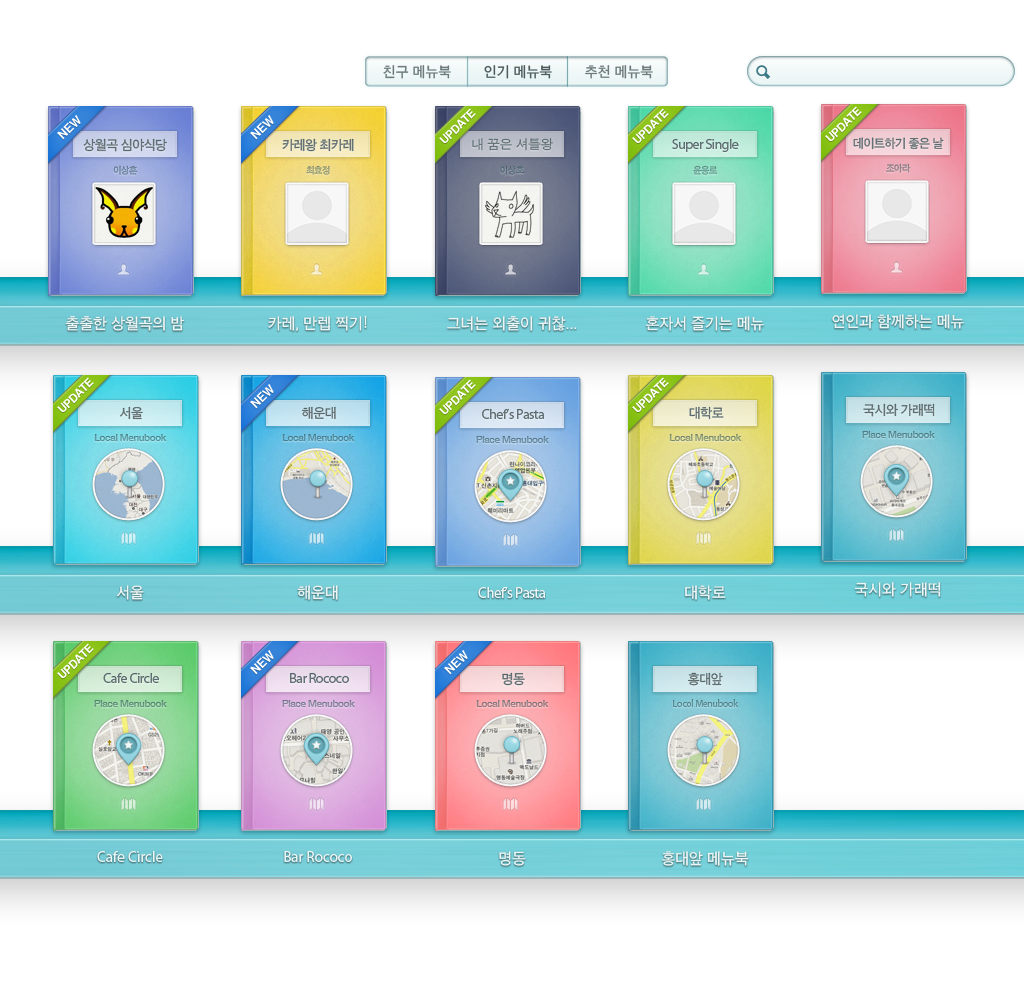 친구 메뉴북 인기 메뉴북 추천 메뉴북
NEW NEW UPDATE UPDATE UPDATE
상월곡 심야식당 카레왕 최카레 내 꿈은 셔틀왕 Super Single 데이트하기 좋은 날
이상훈 최효정 이상호 윤웅로 조아라
출출한 상월곡의 밤 카레, 만렙 찍기! 그녀는 외출이 귀찮... 혼자서 즐기는 메뉴 연인과 함께하는 메뉴
UPDATE NEW UPDATE UPDATE
서울 해운대 Chef's Pasta 대학로 국시와 가래떡
Local Menubook Local Menubook Place Menubook Local Menubook Place Menubook
서울 해운대 Chef's Pasta 대학로 국시와 가래떡
UPDATE NEW NEW
Cafe Circle Bar Rococo 명동 홍대앞
Place Menubook Place Menubook Local Menubook Local Menubook
Cafe Circle Bar Rococo 명동 홍대앞 메뉴북